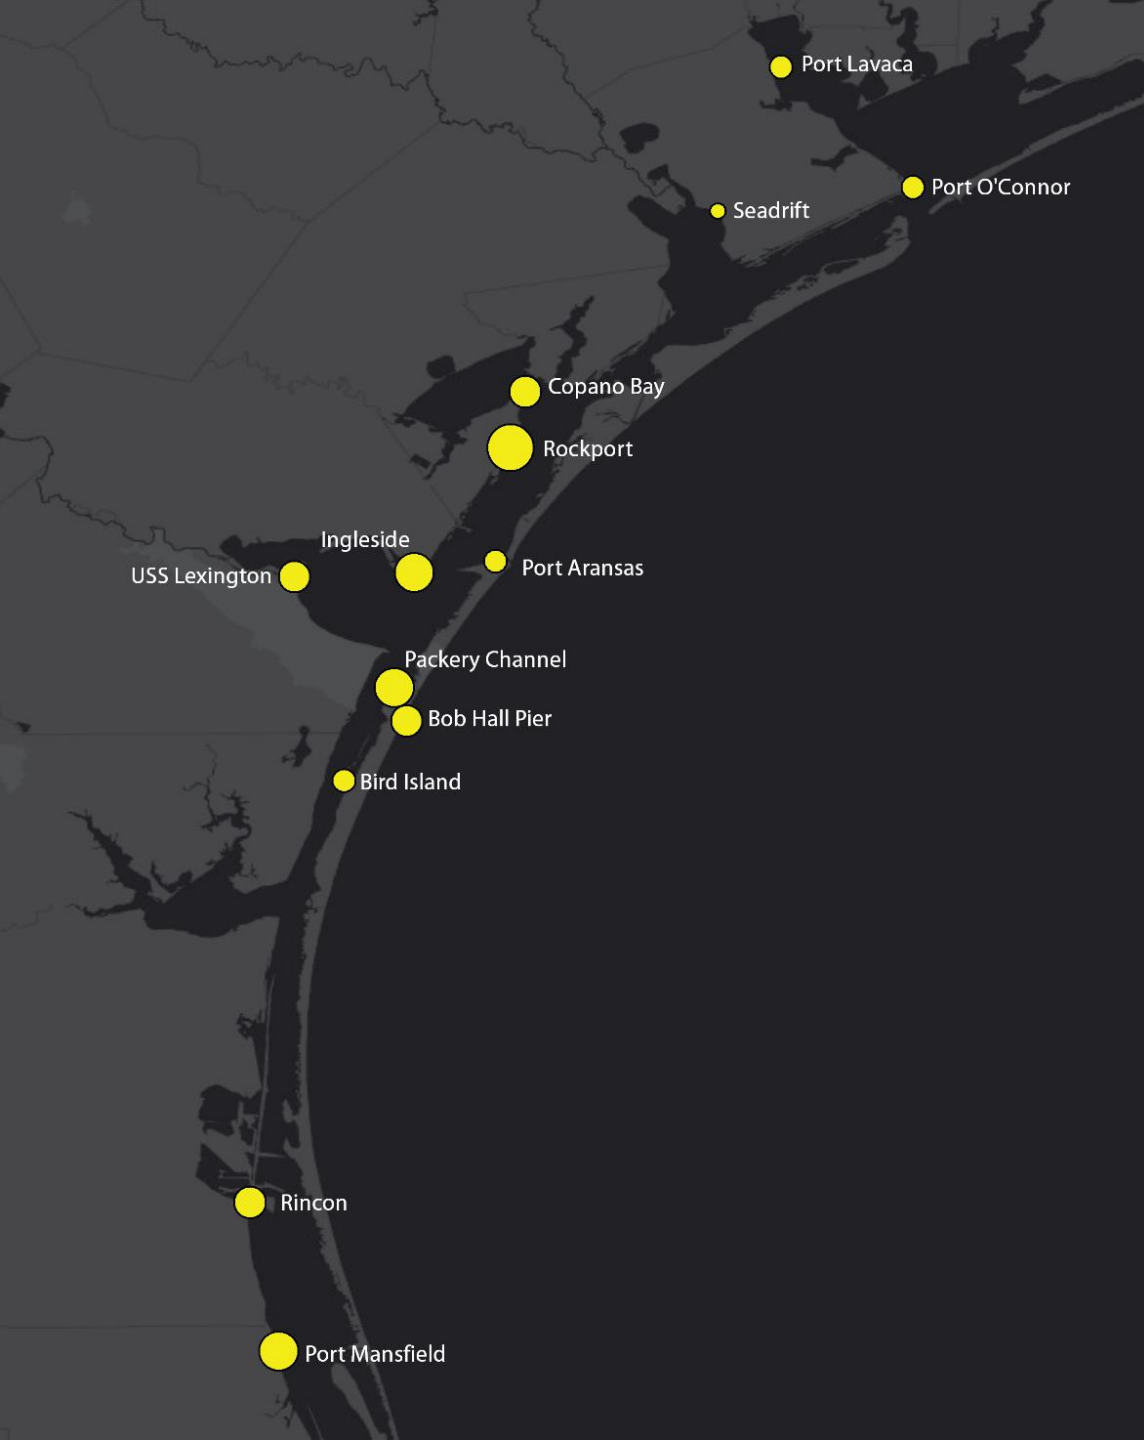 Port Lavaca
Port O'Connor
Seadrift
Copano Bay
Rockport
Ingleside
Port Aransas
USS Lexington
Packery Channel
Bob Hall Pier
Bird Island
Rincon
Port Mansfield